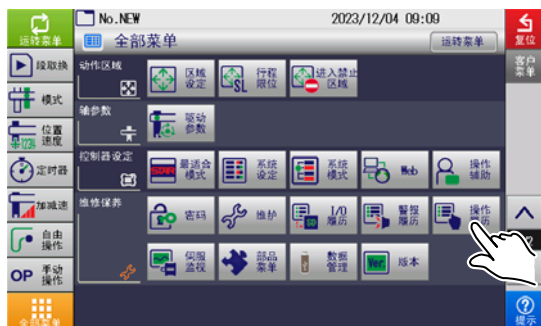 运转菜单
No.NEW
2023/12/04 09:09
复位
全部菜单
运转菜单
客户
菜单
段取换
动作区域
区域
设定
SL
行程
限位
进入禁止
区域
模式
轴参数
驱动
参数
位置
速度
123
控制器设定
STAR
最适合
模式
系统
设定
系统
模式
Web
操作
辅助
定时器
维修保养
密码
维护
I/O
履历
警报
履历
操作
历
加减速
自由
操作
伺服
监视
部品
菜单
数据
管理
Ver.
版本
OP
手动
操作
全部菜单
提示